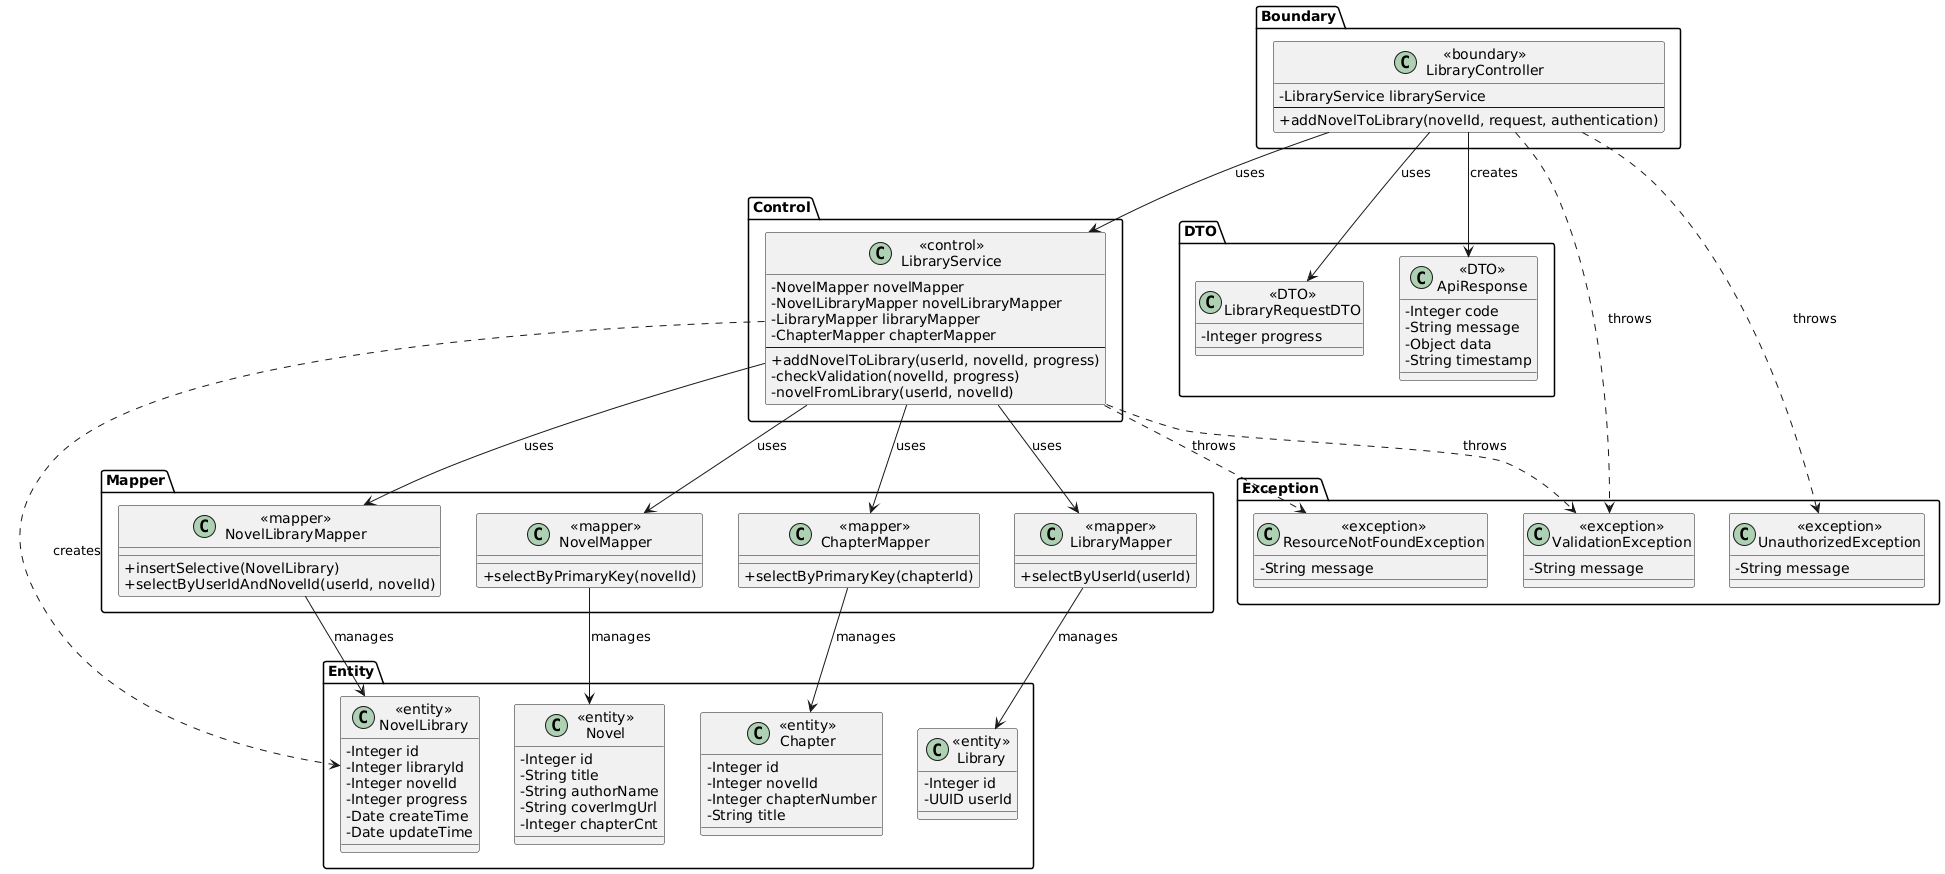 Boundary
C
«boundary»
LibraryController
-LibraryService libraryService
+addNovelToLibrary(novelId, request, authentication)
uses
uses
creates
throws
throws
Control
C
«control»
LibraryService
-NovelMapper novelMapper
-NovelLibraryMapper novelLibraryMapper
-LibraryMapper libraryMapper
-ChapterMapper chapterMapper
+addNovelToLibrary(userId, novelId, progress)
-checkValidation(novelId, progress)
-novelFromLibrary(userId, novelId)
DTO
C
«DTO»
LibraryRequestDTO
-Integer progress
C
«DTO»
ApiResponse
-Integer code
-String message
-Object data
-String timestamp
uses
uses
uses
uses
throws
throws
creates
Mapper
C
«mapper»
NovelLibraryMapper
+insertSelective(NovelLibrary)
+selectByUserIdAndNovelId(userId, novelId)
C
«mapper»
NovelMapper
+selectByPrimaryKey(novelId)
C
«mapper»
ChapterMapper
+selectByPrimaryKey(chapterId)
C
«mapper»
LibraryMapper
+selectByUserId(userId)
Exception
C
«exception»
ResourceNotFoundException
-String message
C
«exception»
ValidationException
-String message
C
«exception»
UnauthorizedException
-String message
manages
manages
manages
manages
Entity
C
«entity»
NovelLibrary
-Integer id
-Integer libraryId
-Integer novelId
-Integer progress
-Date createTime
-Date updateTime
C
«entity»
Novel
-Integer id
-String title
-String authorName
-String coverImgUrl
-Integer chapterCnt
C
«entity»
Chapter
-Integer id
-Integer novelId
-Integer chapterNumber
-String title
C
«entity»
Library
-Integer id
-UUID userId